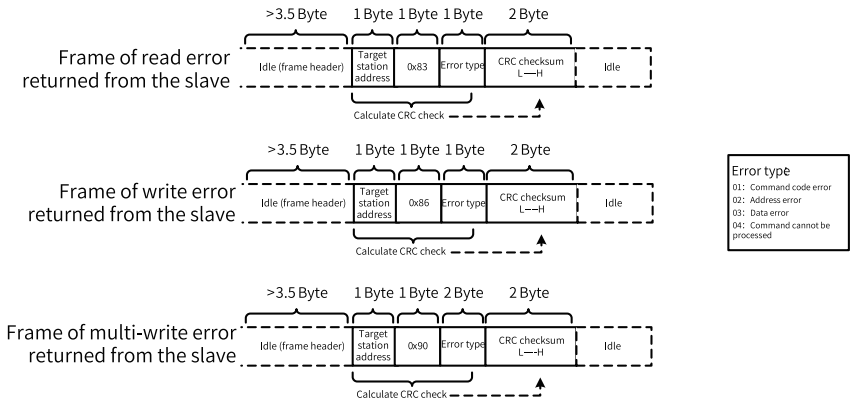 >3.5 Byte 1 Byte 1 Byte 1 Byte 2 Byte
Frame of read error
returned from the slave
Idle (frame header)
Target
station
address
0x83
Error type
CRC checksum
L—H
Idle
Calculate CRC check
>3.5 Byte 1 Byte 1 Byte 1 Byte 2 Byte
Frame of write error
returned from the slave
Idle (frame header)
Target
station
address
0x86
Error type
CRC checksum
L—H
Idle
Calculate CRC check
Error type
01: Command code error
02: Address error
03: Data error
04: Command cannot be
processed
>3.5 Byte 1 Byte 1 Byte 2 Byte 2 Byte
Frame of multi-write error
returned from the slave
Idle (frame header)
Target
station
address
0x90
Error type
CRC checksum
L—H
Idle
Calculate CRC check